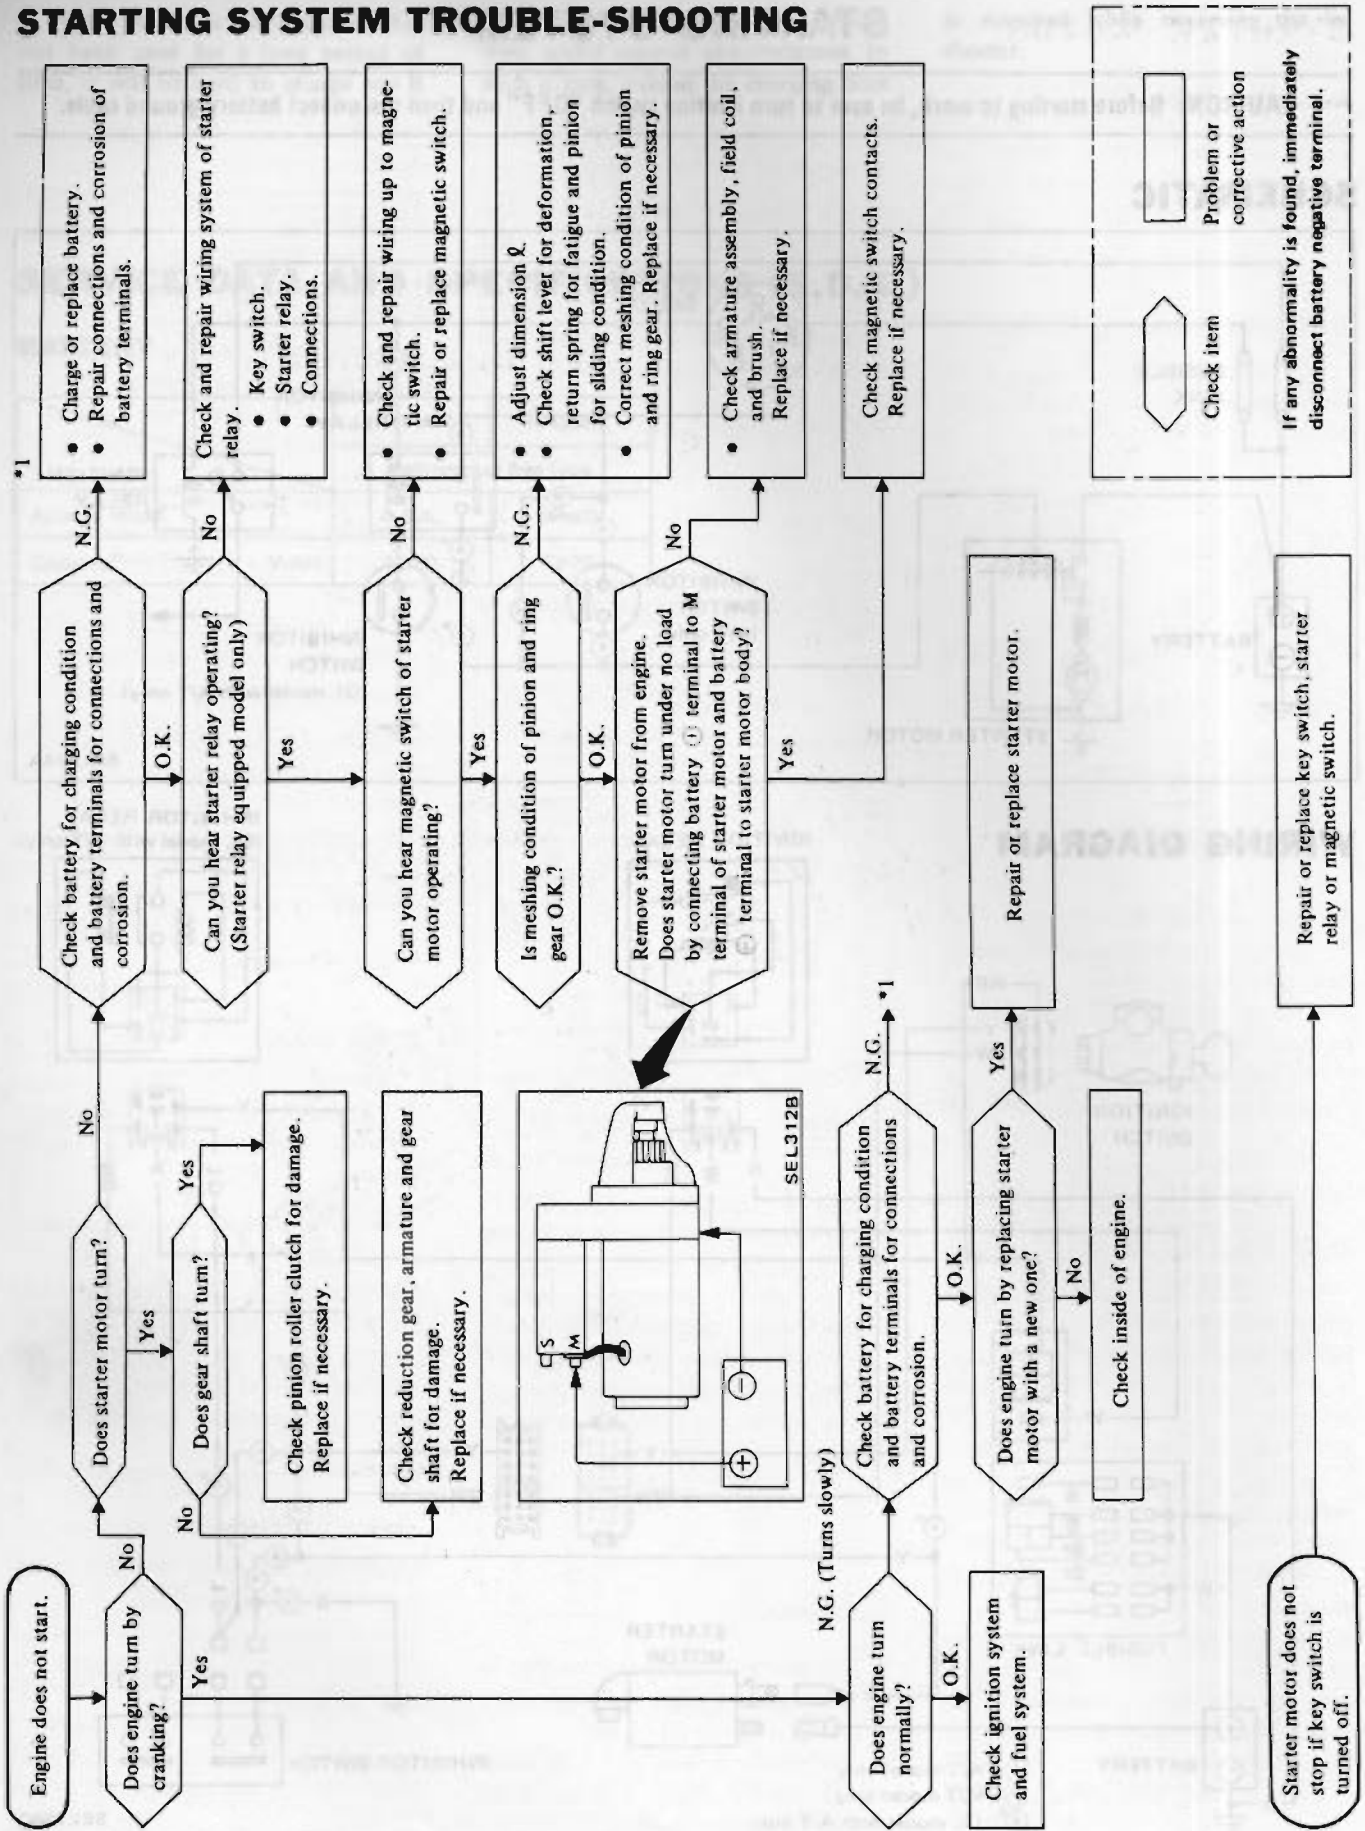 STARTING SYSTEM TROUBLE-SHOOTING
Engine does not start.
Does engine turn by
cranking?
No
Yes
Does starter motor turn?
No
Yes
Does gear shaft turn?
Yes
No
Check pinion roller clutch for damage.
Replace if necessary.
Check reduction gear, armature and gear
shaft for damage.
Replace if necessary.
Check battery for charging condition
and battery terminals for connections and
corrosion.
N.G.
O.K.
*1
• Charge or replace battery.
• Repair connections and corrosion of
battery terminals.
Can you hear starter relay operating?
(Starter relay equipped model only)
No
Yes
Check and repair wiring system of starter
relay.
• Key switch.
• Starter relay.
• Connections.
Can you hear magnetic switch of starter
motor operating?
No
Yes
• Check and repair wiring up to magne-
tic switch.
• Repair or replace magnetic switch.
Is meshing condition of pinion and ring
gear O.K.?
N.G.
O.K.
• Adjust dimension ℓ.
• Check shift lever for deformation,
return spring for fatigue and pinion
for sliding condition.
• Correct meshing condition of pinion
and ring gear. Replace if necessary.
Remove starter motor from engine.
Does starter motor turn under no load
by connecting battery ⊕ terminal to M
terminal of starter motor and battery
⊖ terminal to starter motor body?
No
Yes
• Check armature assembly, field coil,
and brush.
Replace if necessary.
Check magnetic switch contacts.
Replace if necessary.
S
M
+
−
SEL312B
Does engine turn
normally?
N.G. (Turns slowly)
O.K.
Check ignition system
and fuel system.
Check battery for charging condition
and battery terminals for connections
and corrosion.
N.G.
*1
O.K.
Does engine turn by replacing starter
motor with a new one?
Yes
No
Repair or replace starter motor.
Check inside of engine.
Starter motor does not
stop if key switch is
turned off.
Repair or replace key switch, starter
relay or magnetic switch.
Check item
Problem or
corrective action
If any abnormality is found, immediately
disconnect battery negative terminal.